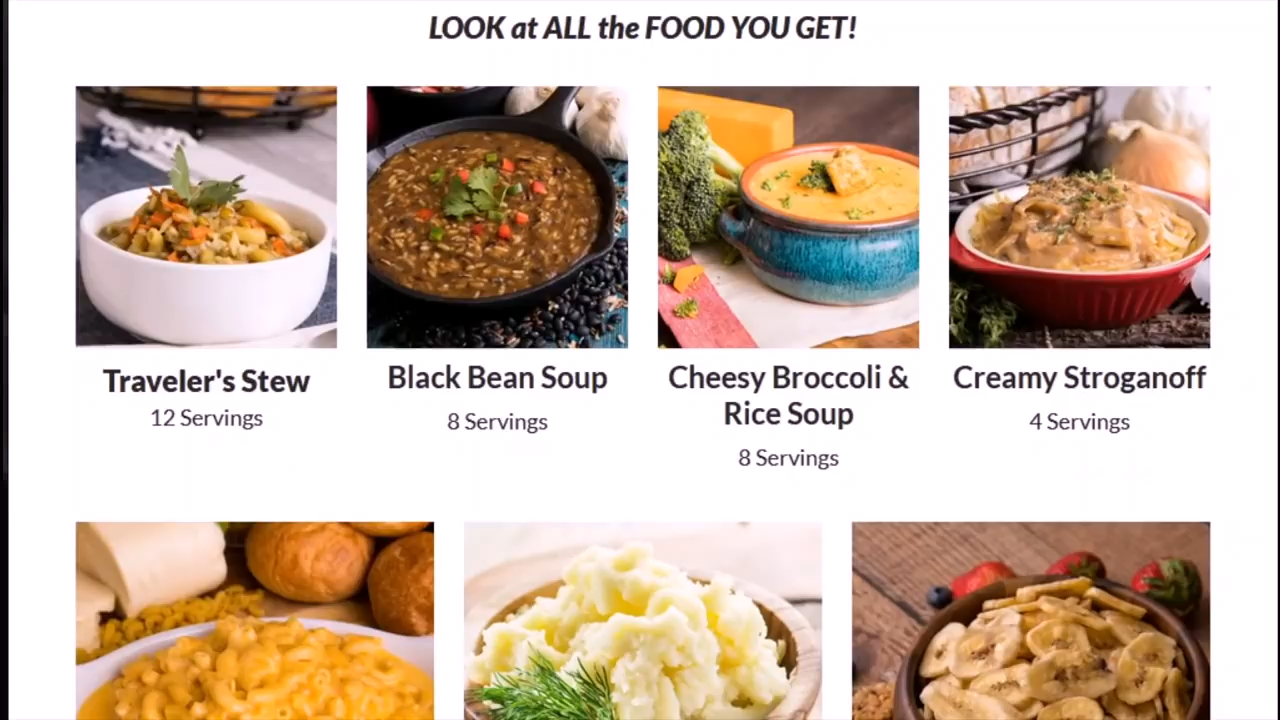 LOOK at ALL the FOOD YOU GET!
Traveler's Stew
12 Servings
Black Bean Soup
8 Servings
Cheesy Broccoli &
Rice Soup
8 Servings
Creamy Stroganoff
4 Servings